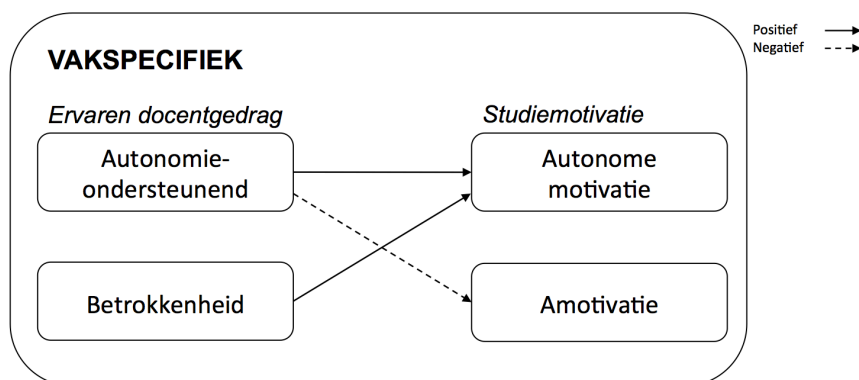 Positief
Negatief
VAKSPECIFIEK
Ervaren docentgedrag
Studiemotivatie
Autonomie-
ondersteunend
Autonome
motivatie
Betrokkenheid
Amotivatie